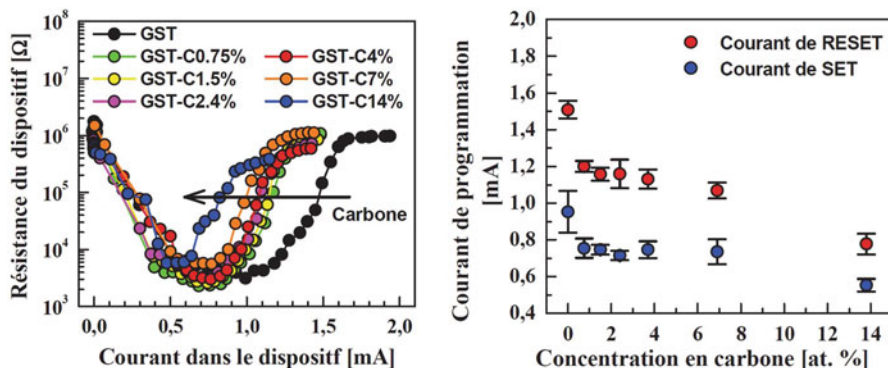 Résistance du dispositif [Ω]
10⁸
10⁷
10⁶
10⁵
10⁴
10³
GST
GST-C0.75%
GST-C1.5%
GST-C2.4%
GST-C4%
GST-C7%
GST-C14%
Carbone
0,0 0,5 1,0 1,5 2,0
Courant dans le dispostif [mA]
Courant de programmation
[mA]
1,8
1,6
1,4
1,2
1,0
0,8
0,6
0,4
Courant de RESET
Courant de SET
0 2 4 6 8 10 12 14
Concentration en carbone [at. %]